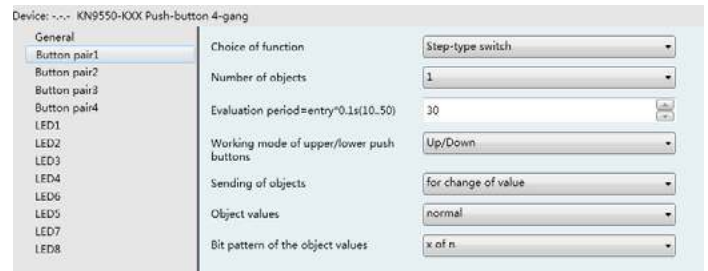 Device: -.-.- KN9550-KXX Push-button 4-gang
General
Button pair1
Button pair2
Button pair3
Button pair4
LED1
LED2
LED3
LED4
LED6
LED5
LED7
LED8
Choice of function
Step-type switch
Number of objects
1
Evaluation period=entry*0.1s(10..50)
30
Working mode of upper/lower push
buttons
Up/Down
Sending of objects
for change of value
Object values
normal
Bit pattern of the object values
x of n